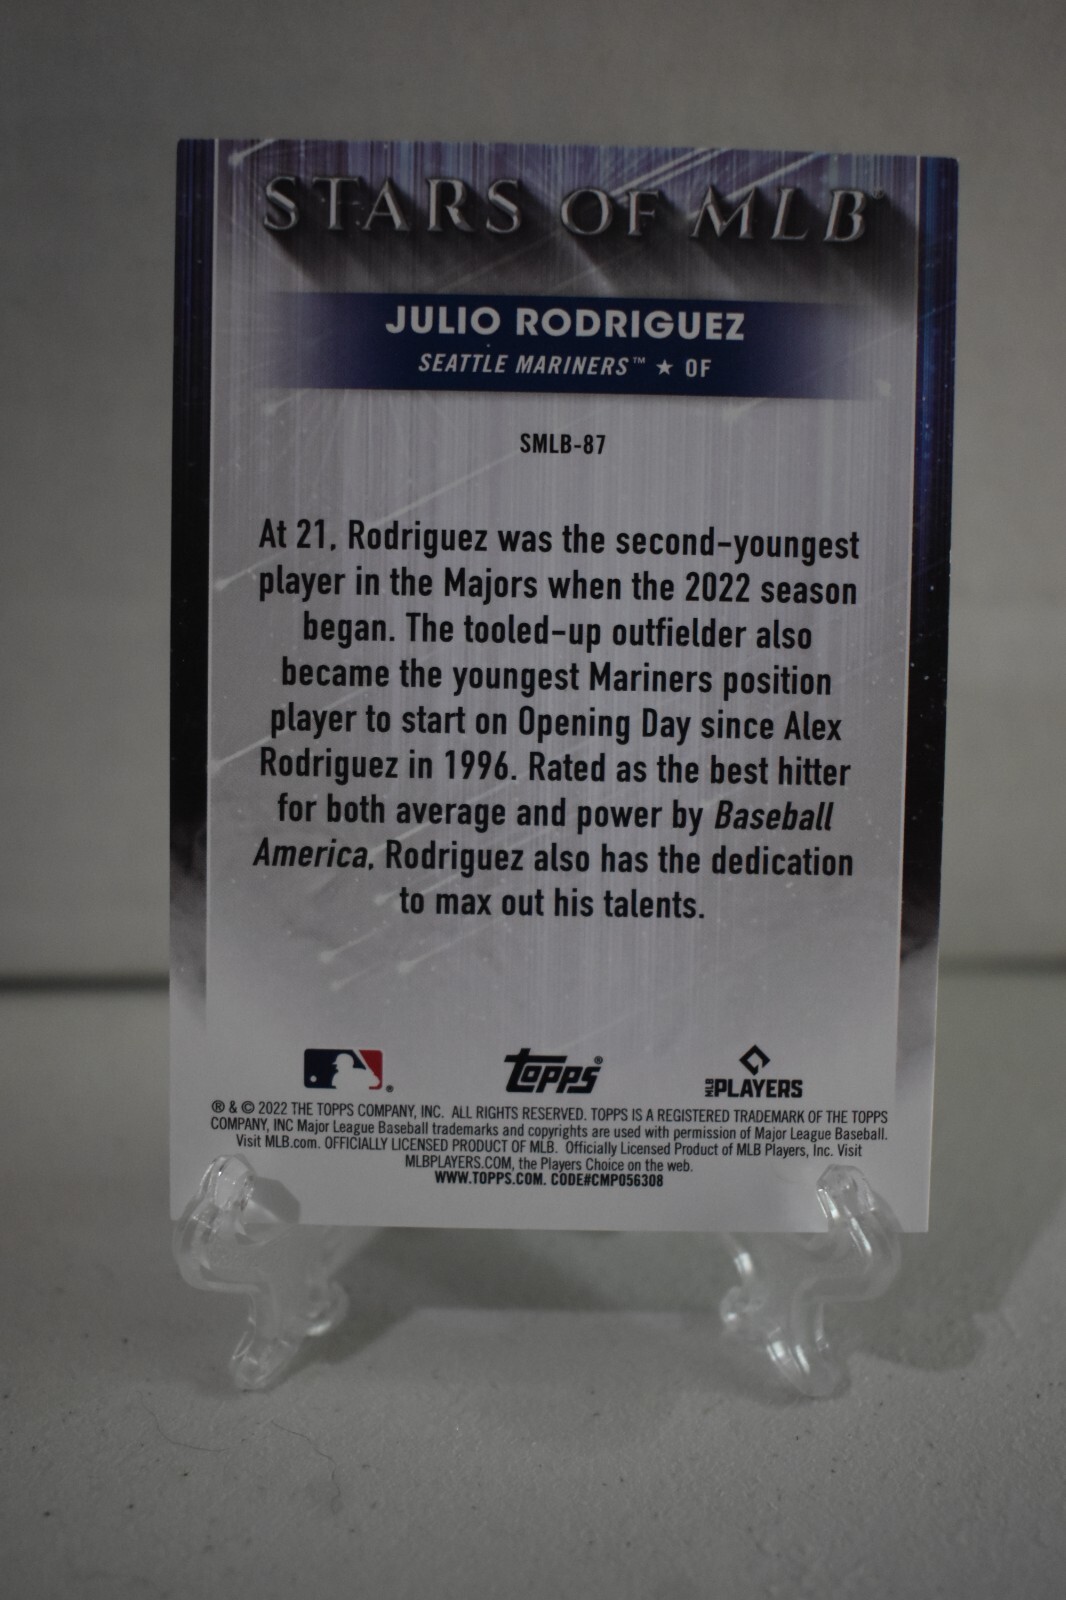 STARS OF MLB®
JULIO RODRIGUEZ
SEATTLE MARINERS™ ★ OF
SMLB-87
At 21, Rodriguez was the second-youngest
player in the Majors when the 2022 season
began. The tooled-up outfielder also
became the youngest Mariners position
player to start on Opening Day since Alex
Rodriguez in 1996. Rated as the best hitter
for both average and power by Baseball
America, Rodriguez also has the dedication
to max out his talents.
®
topps®
MLB PLAYERS
® & © 2022 THE TOPPS COMPANY, INC. ALL RIGHTS RESERVED. TOPPS IS A REGISTERED TRADEMARK OF THE TOPPS
COMPANY, INC Major League Baseball trademarks and copyrights are used with permission of Major League Baseball.
Visit MLB.com. OFFICIALLY LICENSED PRODUCT OF MLB. Officially Licensed Product of MLB Players, Inc. Visit
MLBPLAYERS.COM, the Players Choice on the web.
WWW.TOPPS.COM. CODE#CMP056308